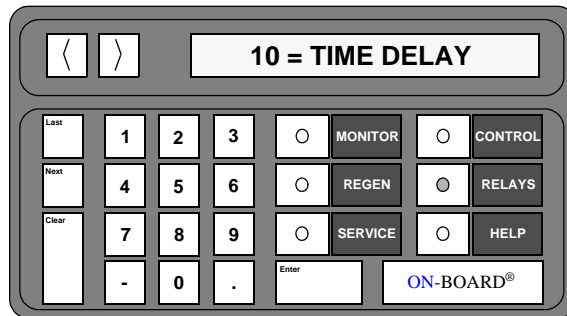 〈 〉 10 = TIME DELAY
Last 1 2 3 MONITOR CONTROL
Next 4 5 6 REGEN RELAYS
Clear 7 8 9 SERVICE HELP
- 0 . Enter ON-BOARD®